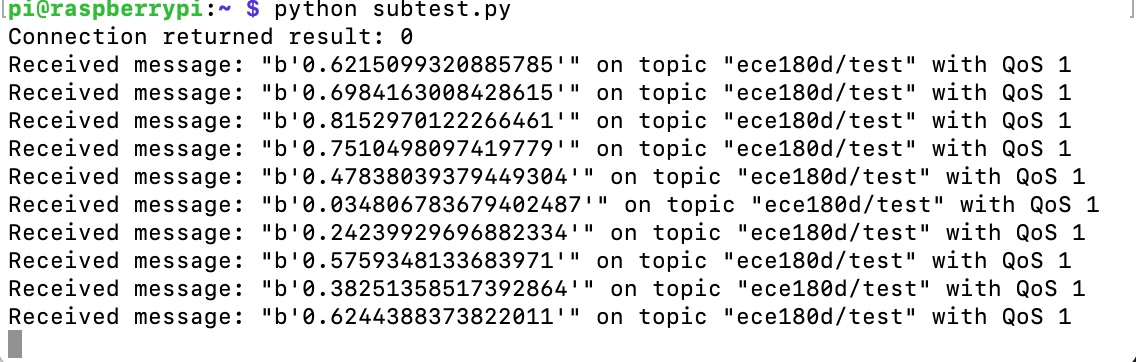 [pi@raspberrypi:~ $ python subtest.py ]
Connection returned result: 0
Received message: "b'0.6215099320885785'" on topic "ece180d/test" with QoS 1
Received message: "b'0.6984163008428615'" on topic "ece180d/test" with QoS 1
Received message: "b'0.8152970122266461'" on topic "ece180d/test" with QoS 1
Received message: "b'0.7510498097419779'" on topic "ece180d/test" with QoS 1
Received message: "b'0.47838039379449304'" on topic "ece180d/test" with QoS 1
Received message: "b'0.034806783679402487'" on topic "ece180d/test" with QoS 1
Received message: "b'0.24239929696882334'" on topic "ece180d/test" with QoS 1
Received message: "b'0.5759348133683971'" on topic "ece180d/test" with QoS 1
Received message: "b'0.38251358517392864'" on topic "ece180d/test" with QoS 1
Received message: "b'0.6244388373822011'" on topic "ece180d/test" with QoS 1